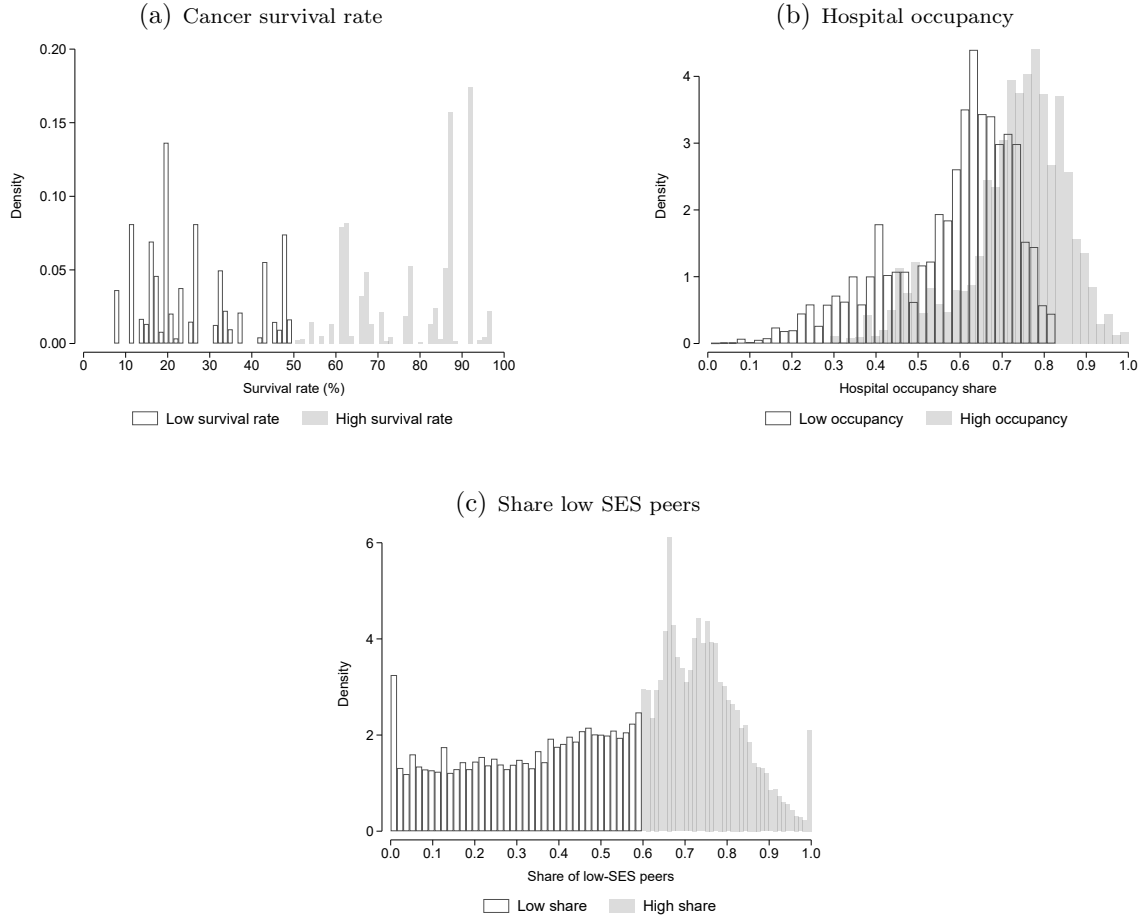 (a) Cancer survival rate
0.20
0.15
0.10
0.05
0.00
Density
0 10 20 30 40 50 60 70 80 90 100
Survival rate (%)
Low survival rate High survival rate
(b) Hospital occupancy
4
3
2
1
0
Density
0.0 0.1 0.2 0.3 0.4 0.5 0.6 0.7 0.8 0.9 1.0
Hospital occupancy share
Low occupancy High occupancy
(c) Share low SES peers
6
4
2
0
Density
0.0 0.1 0.2 0.3 0.4 0.5 0.6 0.7 0.8 0.9 1.0
Share of low-SES peers
Low share High share